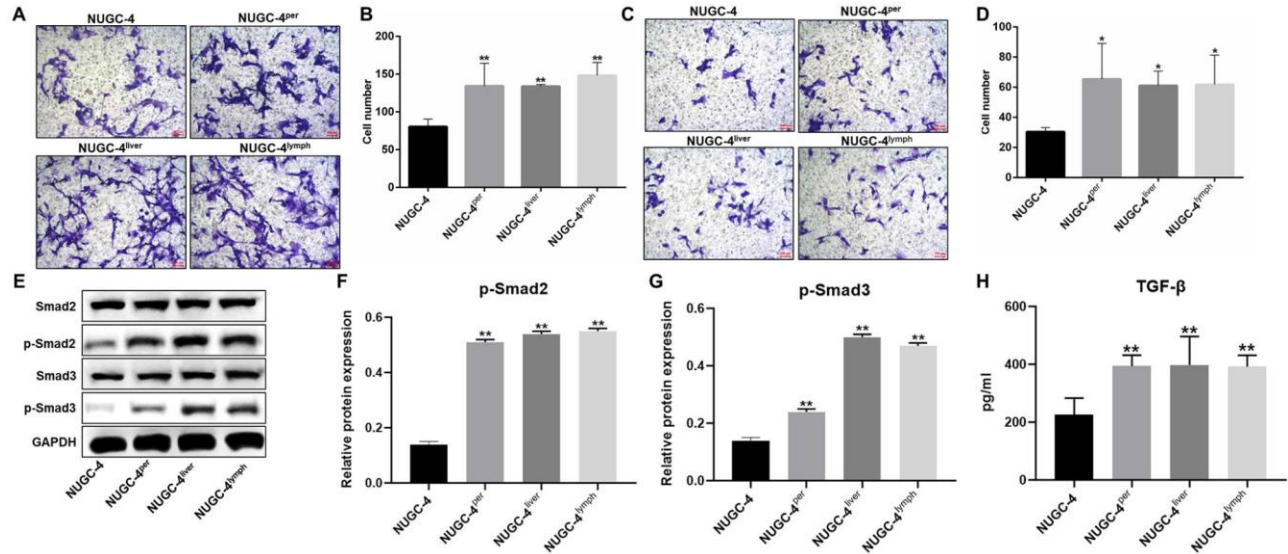 A
NUGC-4
NUGC-4per
NUGC-4liver
NUGC-4lymph
B
Cell number
200
150
100
50
0
**
**
**
NUGC-4
NUGC-4per
NUGC-4liver
NUGC-4lymph
C
NUGC-4
NUGC-4per
NUGC-4liver
NUGC-4lymph
D
Cell number
100
80
60
40
20
0
*
*
*
NUGC-4
NUGC-4per
NUGC-4liver
NUGC-4lymph
E
Smad2
p-Smad2
Smad3
p-Smad3
GAPDH
NUGC-4
NUGC-4per
NUGC-4liver
NUGC-4lymph
F
p-Smad2
Relative protein expression
0.6
0.4
0.2
0.0
**
**
**
NUGC-4
NUGC-4per
NUGC-4liver
NUGC-4lymph
G
p-Smad3
Relative protein expression
0.6
0.4
0.2
0.0
**
**
**
NUGC-4
NUGC-4per
NUGC-4liver
NUGC-4lymph
H
TGF-β
pg/ml
600
400
200
0
**
**
**
NUGC-4
NUGC-4per
NUGC-4liver
NUGC-4lymph